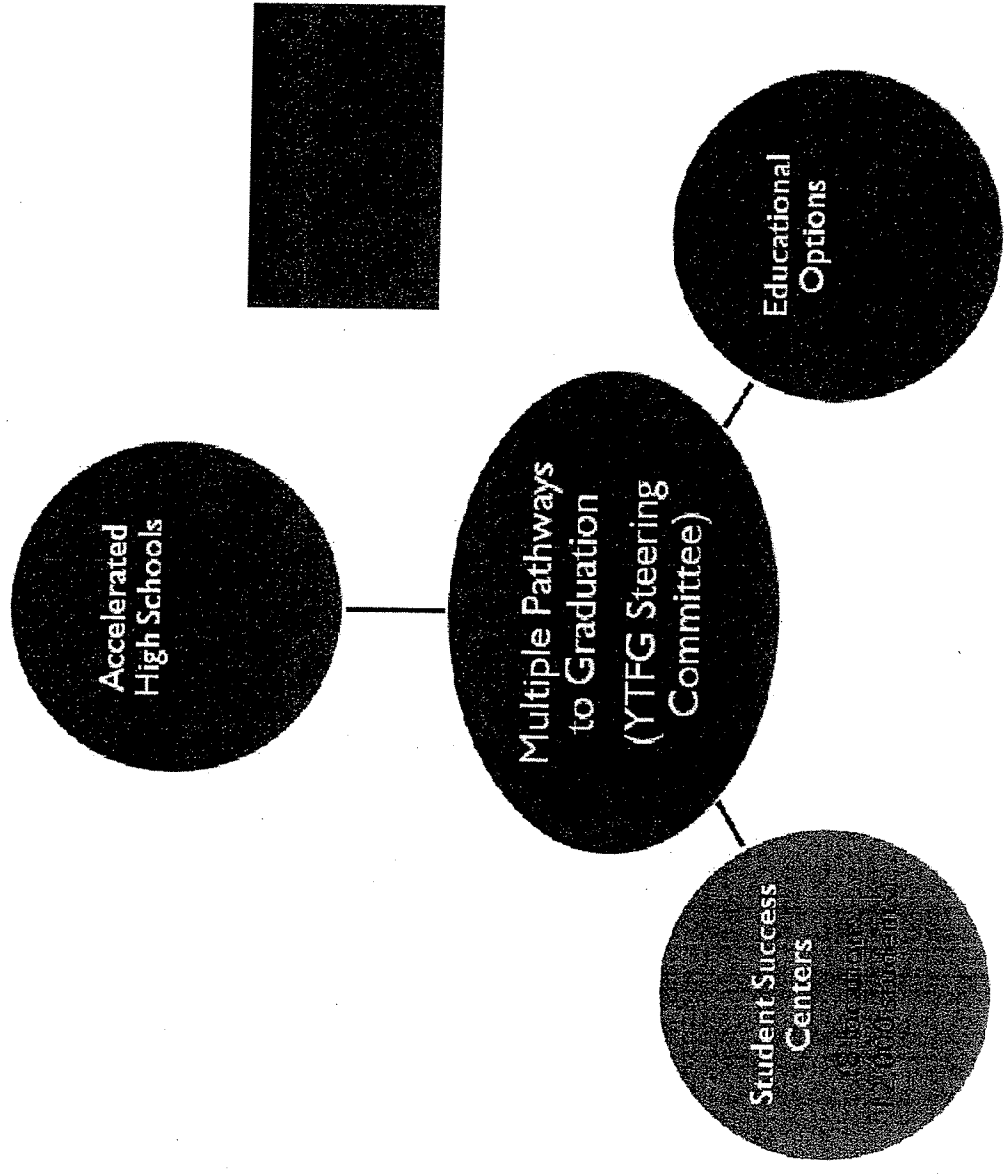 Accelerated
High Schools
Multiple Pathways
to Graduation
(YTFG Steering
Committee)
Student Success
Centers
Educational
Options